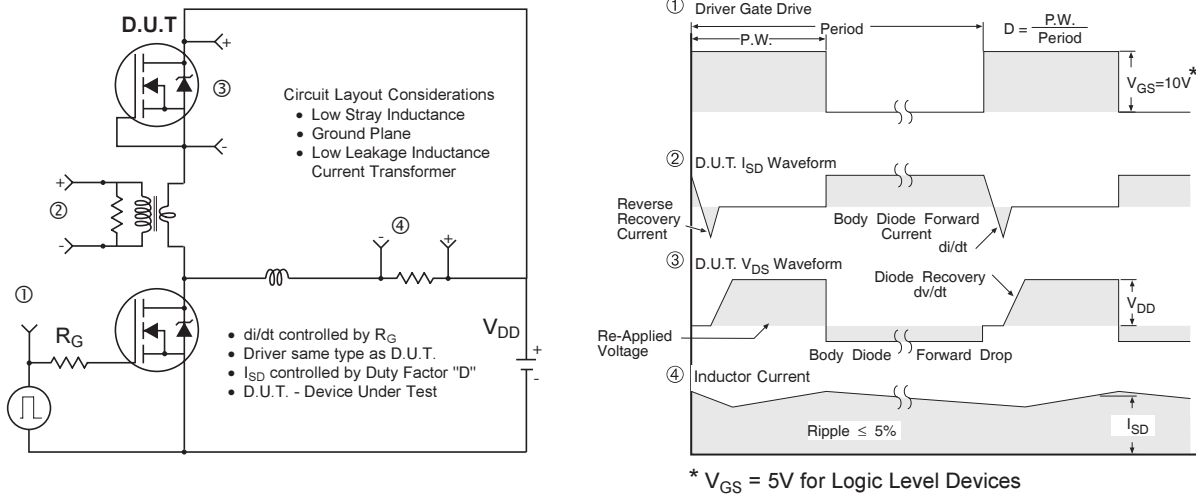 D.U.T
+
③
-
Circuit Layout Considerations
• Low Stray Inductance
• Ground Plane
• Low Leakage Inductance
Current Transformer
+
②
-
④
-
+
①
R_G
V_DD
+
-
• di/dt controlled by R_G
• Driver same type as D.U.T.
• I_SD controlled by Duty Factor "D"
• D.U.T. - Device Under Test
① Driver Gate Drive
P.W.
Period
D = P.W. / Period
V_GS=10V*
② D.U.T. I_SD Waveform
Reverse
Recovery
Current
Body Diode Forward
Current
di/dt
③ D.U.T. V_DS Waveform
Diode Recovery
dv/dt
V_DD
Re-Applied
Voltage
Body Diode Forward Drop
④ Inductor Current
Ripple ≤ 5%
I_SD
* V_GS = 5V for Logic Level Devices